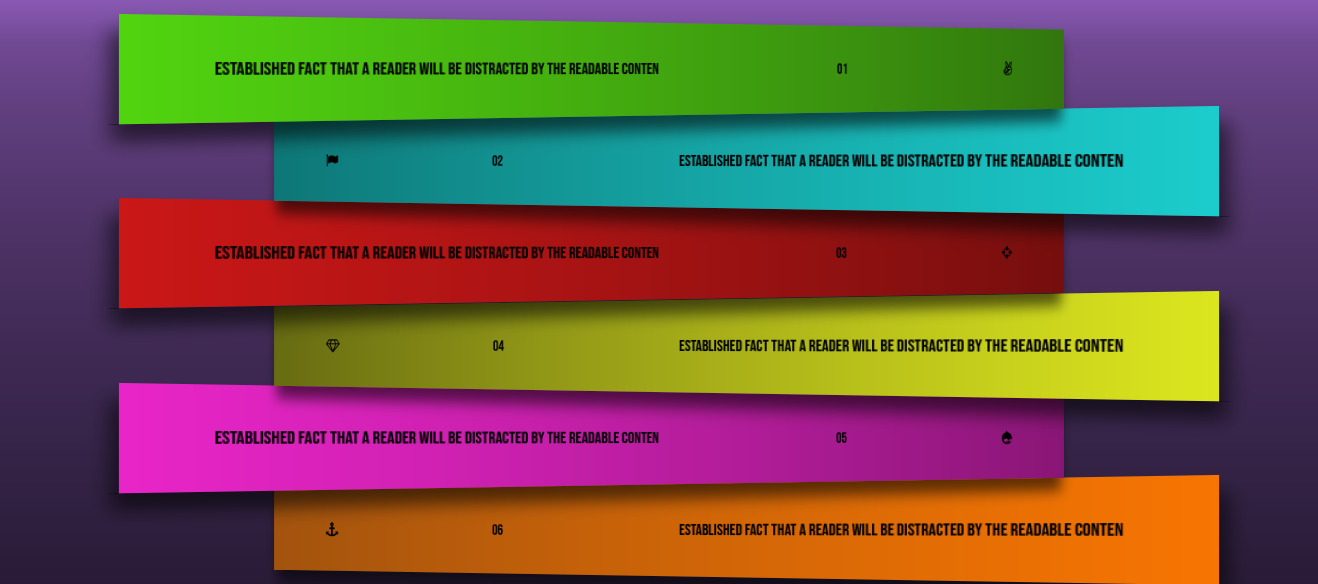 ESTABLISHED FACT THAT A READER WILL BE DISTRACTED BY THE READABLE CONTEN 01
02 ESTABLISHED FACT THAT A READER WILL BE DISTRACTED BY THE READABLE CONTEN
ESTABLISHED FACT THAT A READER WILL BE DISTRACTED BY THE READABLE CONTEN 03
04 ESTABLISHED FACT THAT A READER WILL BE DISTRACTED BY THE READABLE CONTEN
ESTABLISHED FACT THAT A READER WILL BE DISTRACTED BY THE READABLE CONTEN 05
06 ESTABLISHED FACT THAT A READER WILL BE DISTRACTED BY THE READABLE CONTEN